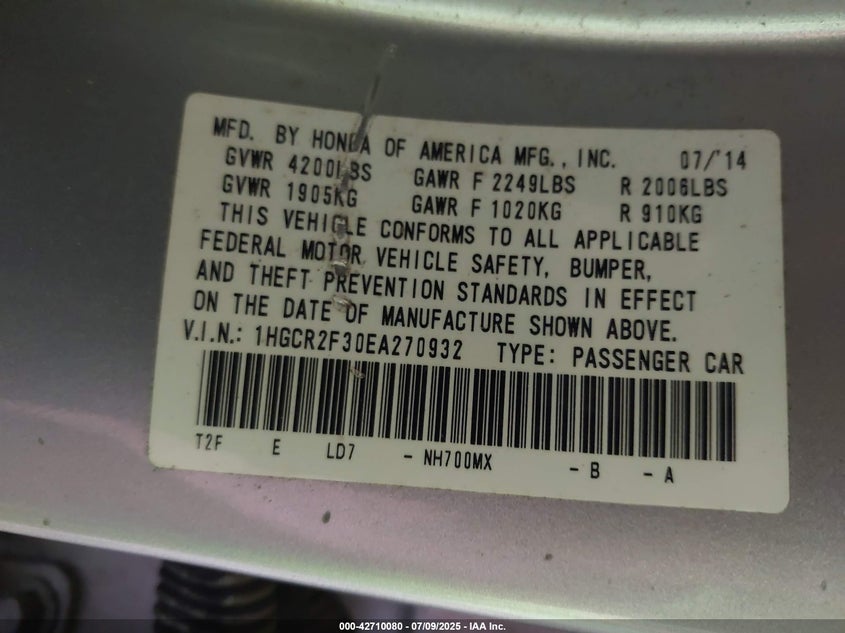 MFD. BY HONDA OF AMERICA MFG., INC. 07/'14
GVWR 4200LBS GAWR F 2249LBS R 2006LBS
GVWR 1905KG GAWR F 1020KG R 910KG
THIS VEHICLE CONFORMS TO ALL APPLICABLE
FEDERAL MOTOR VEHICLE SAFETY, BUMPER,
AND THEFT PREVENTION STANDARDS IN EFFECT
ON THE DATE OF MANUFACTURE SHOWN ABOVE.
V.I.N.: 1HGCR2F30EA270932 TYPE: PASSENGER CAR
T2F E LD7 - NH700MX - B - A
000-42710080 - 07/09/2025 - IAA Inc.